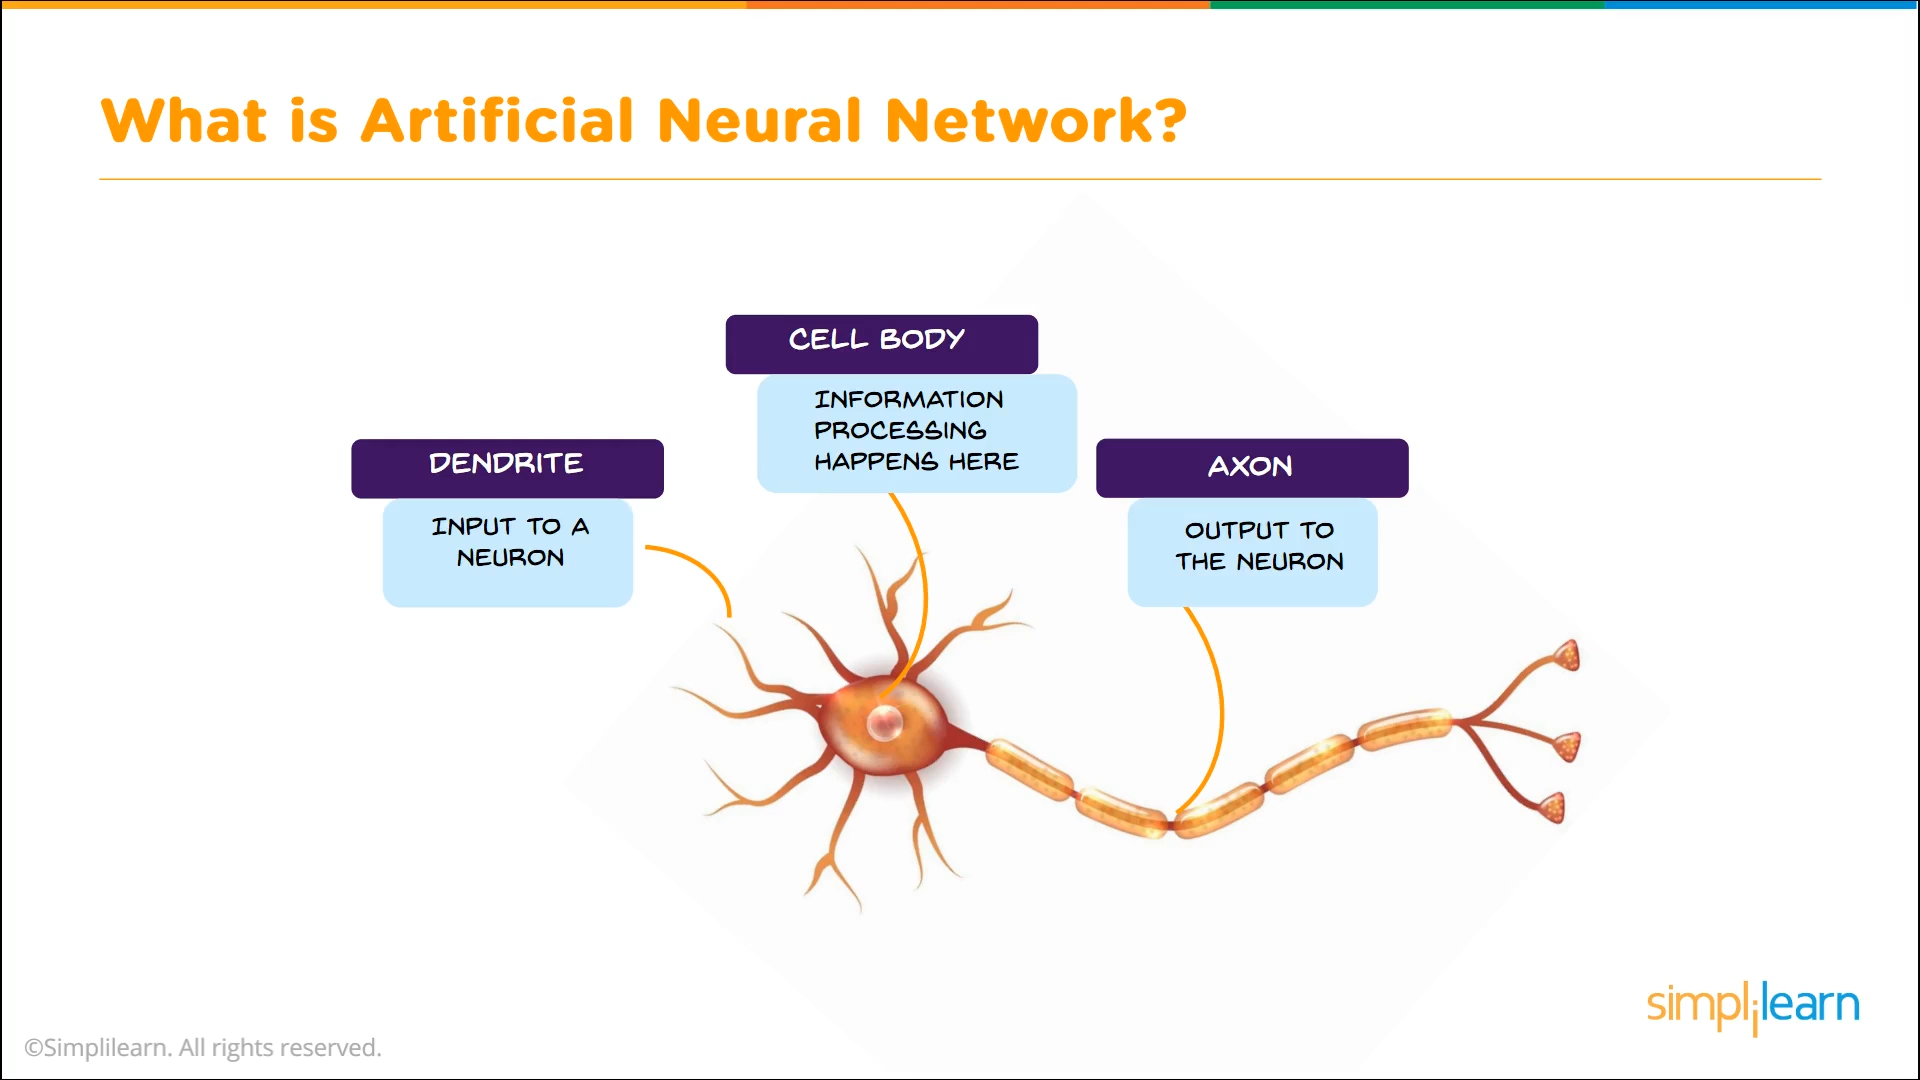 What is Artificial Neural Network?
CELL BODY
INFORMATION
PROCESSING
HAPPENS HERE
DENDRITE
INPUT TO A
NEURON
AXON
OUTPUT TO
THE NEURON
simplilearn
©Simplilearn. All rights reserved.